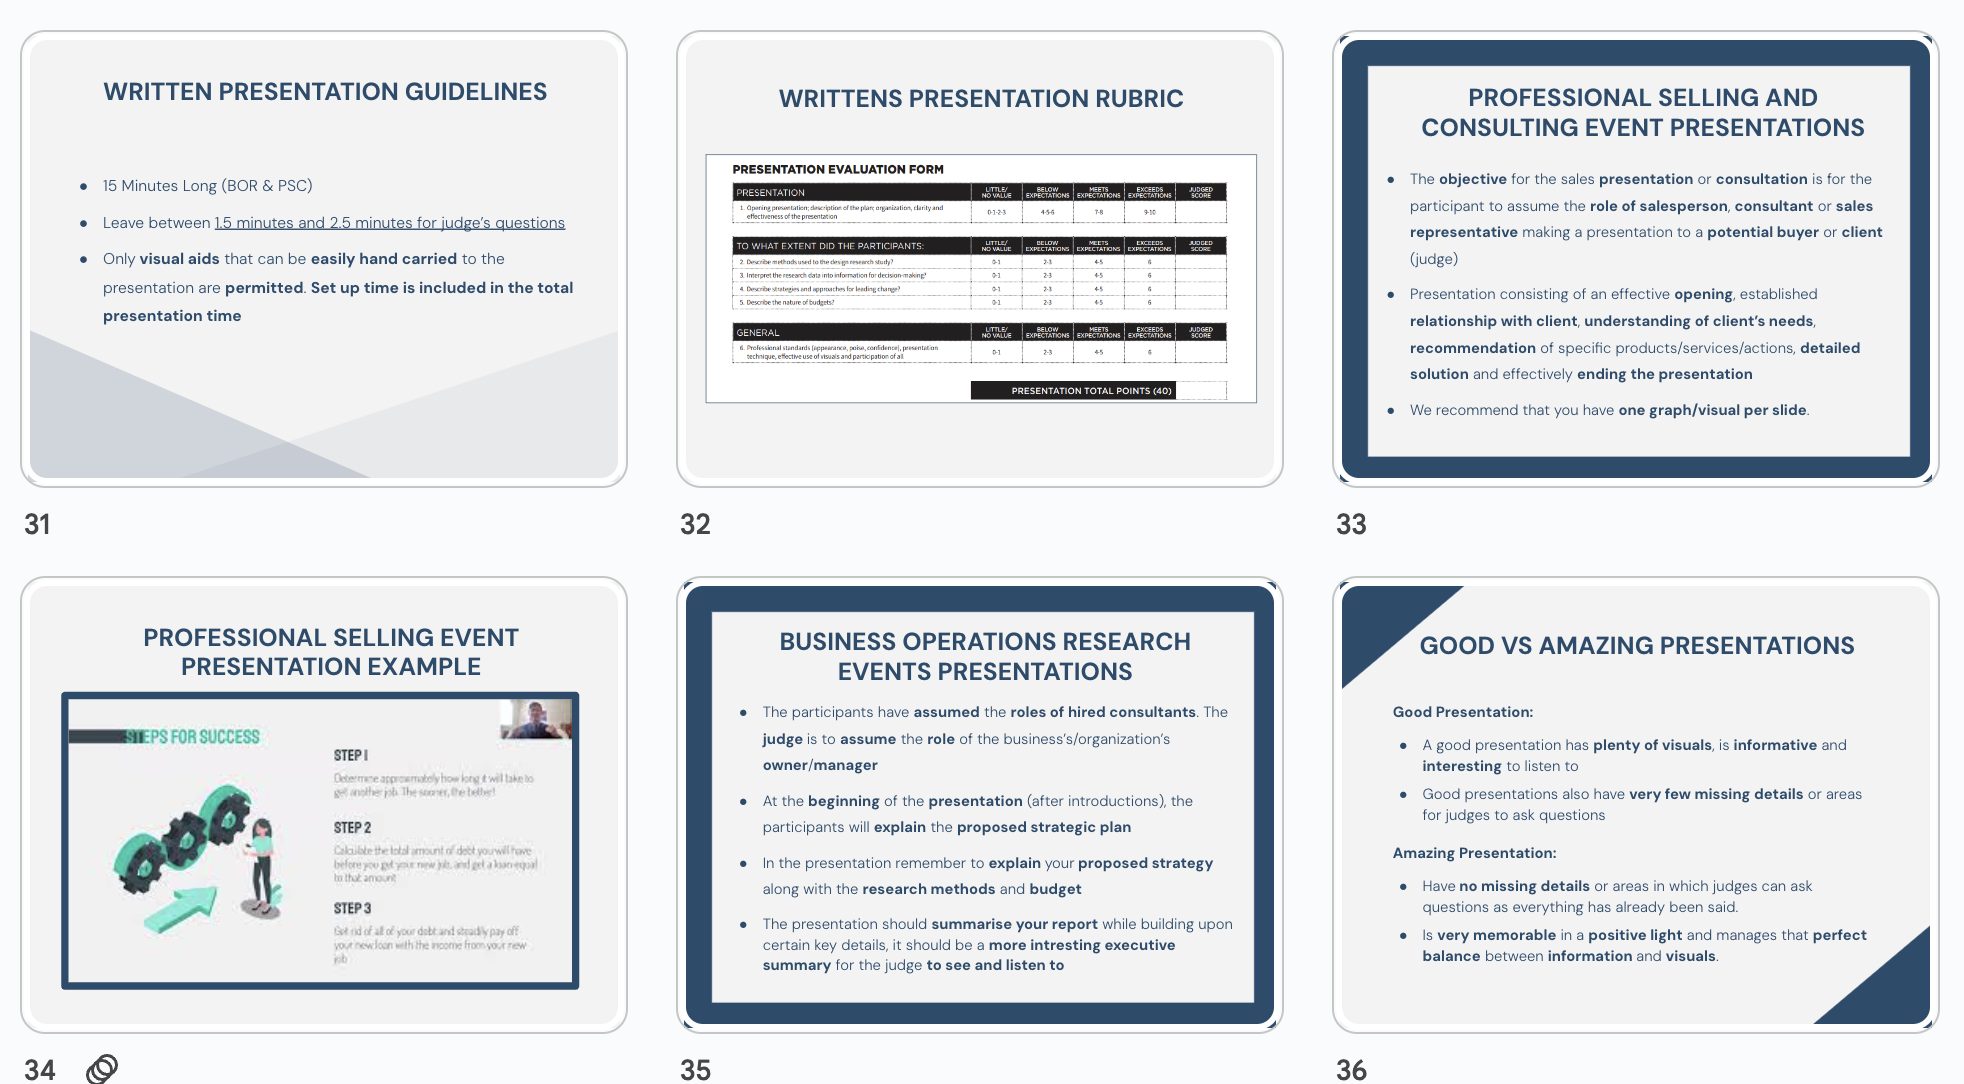 WRITTEN PRESENTATION GUIDELINES
● 15 Minutes Long (BOR & PSC)
● Leave between 1.5 minutes and 2.5 minutes for judge's questions
● Only visual aids that can be easily hand carried to the
presentation are permitted. Set up time is included in the total
presentation time
31
WRITTENS PRESENTATION RUBRIC
PRESENTATION EVALUATION FORM
PRESENTATION LITTLE/ NO VALUE BELOW EXPECTATIONS MEETS EXPECTATIONS EXCEEDS EXPECTATIONS JUDGED SCORE
1. Opening presentation; description of the plan; organization, clarity and
effectiveness of the presentation 0-1-2-3 4-5-6 7-8 9-10
TO WHAT EXTENT DID THE PARTICIPANTS: LITTLE/ NO VALUE BELOW EXPECTATIONS MEETS EXPECTATIONS EXCEEDS EXPECTATIONS JUDGED SCORE
2. Describe methods used to the design research study? 0-1 2-3 4-5 6
3. Interpret the research data into information for decision-making? 0-1 2-3 4-5 6
4. Describe strategies and approaches for leading change? 0-1 2-3 4-5 6
5. Describe the nature of budgets? 0-1 2-3 4-5 6
GENERAL LITTLE/ NO VALUE BELOW EXPECTATIONS MEETS EXPECTATIONS EXCEEDS EXPECTATIONS JUDGED SCORE
6. Professional standards (appearance, poise, confidence), presentation
technique, effective use of visuals and participation of all 0-1 2-3 4-5 6
PRESENTATION TOTAL POINTS (40)
32
PROFESSIONAL SELLING AND
CONSULTING EVENT PRESENTATIONS
● The objective for the sales presentation or consultation is for the
participant to assume the role of salesperson, consultant or sales
representative making a presentation to a potential buyer or client
(judge)
● Presentation consisting of an effective opening, established
relationship with client, understanding of client's needs,
recommendation of specific products/services/actions, detailed
solution and effectively ending the presentation
● We recommend that you have one graph/visual per slide.
33
PROFESSIONAL SELLING EVENT
PRESENTATION EXAMPLE
STEPS FOR SUCCESS
STEP 1
Determine approximately how long it will take to
get another job. The sooner, the better!
STEP 2
Calculate the total amount of debt you will have
before you get your new job, and get a loan equal
to that amount
STEP 3
Get rid of all of your debt and steadily pay off
your new loan with the income from your new
job
34
BUSINESS OPERATIONS RESEARCH
EVENTS PRESENTATIONS
● The participants have assumed the roles of hired consultants. The
judge is to assume the role of the business's/organization's
owner/manager
● At the beginning of the presentation (after introductions), the
participants will explain the proposed strategic plan
● In the presentation remember to explain your proposed strategy
along with the research methods and budget
● The presentation should summarise your report while building upon
certain key details, it should be a more intresting executive
summary for the judge to see and listen to
35
GOOD VS AMAZING PRESENTATIONS
Good Presentation:
● A good presentation has plenty of visuals, is informative and
interesting to listen to
● Good presentations also have very few missing details or areas
for judges to ask questions
Amazing Presentation:
● Have no missing details or areas in which judges can ask
questions as everything has already been said.
● Is very memorable in a positive light and manages that perfect
balance between information and visuals.
36